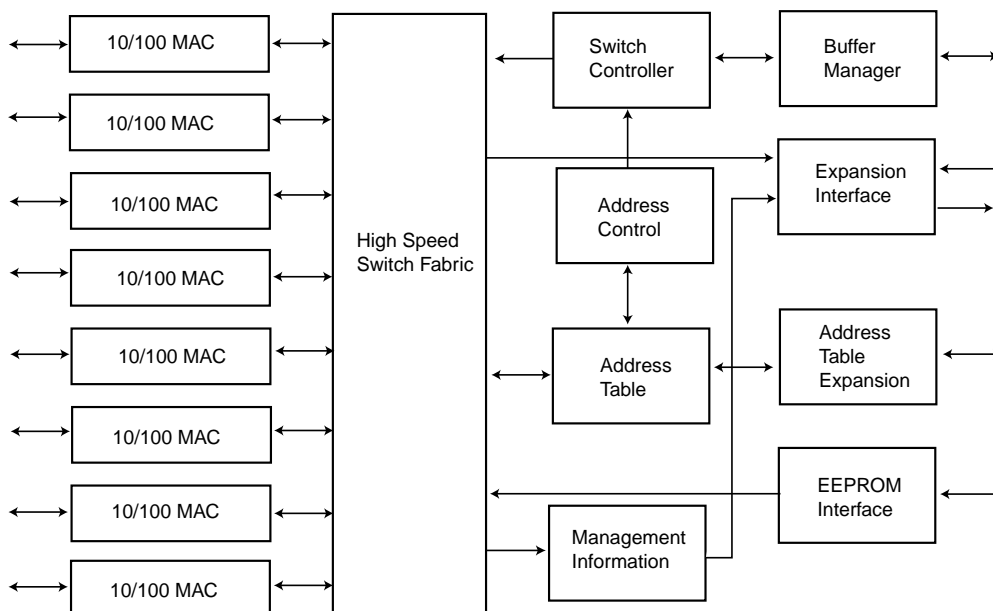 10/100 MAC
10/100 MAC
10/100 MAC
10/100 MAC
10/100 MAC
10/100 MAC
10/100 MAC
10/100 MAC
High Speed
Switch Fabric
Switch
Controller
Buffer
Manager
Address
Control
Expansion
Interface
Address
Table
Address
Table
Expansion
EEPROM
Interface
Management
Information